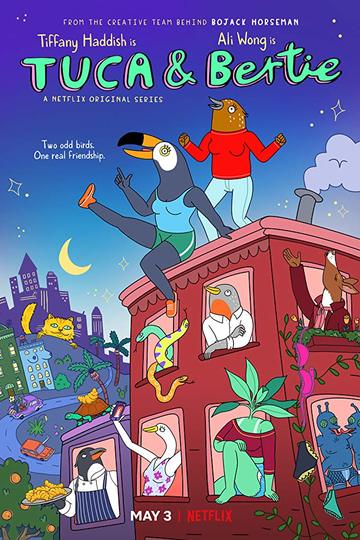 FROM THE CREATIVE TEAM BEHIND BOJACK HORSEMAN
Tiffany Haddish is Ali Wong is
TUCA & BERTIE
A NETFLIX ORIGINAL SERIES
Two odd birds.
One real friendship.
MAY 3 | NETFLIX